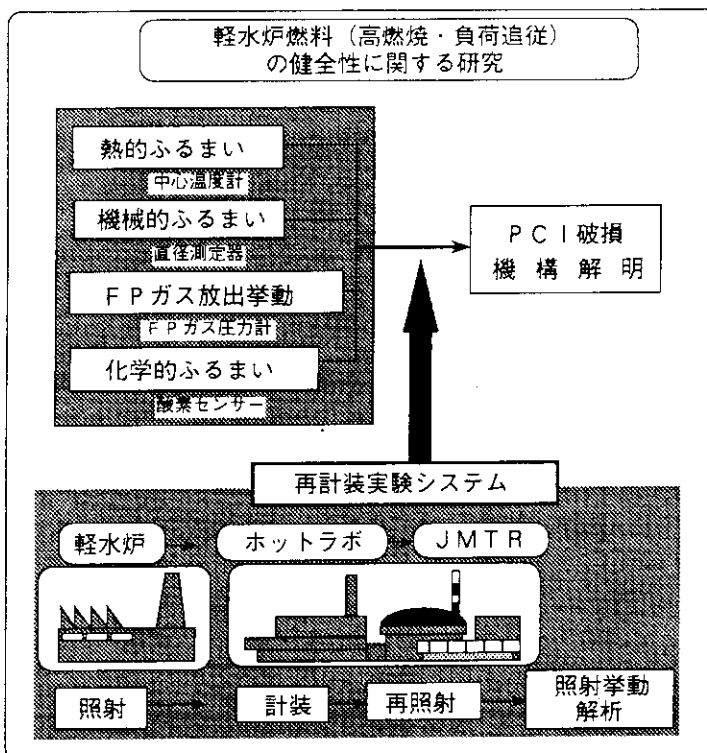 軽水炉燃料（高燃焼・負荷追従）
の健全性に関する研究
熱的ふるまい
中心温度計
機械的ふるまい
直径測定器
ＦＰガス放出挙動
ＦＰガス圧力計
化学的ふるまい
酸素センサー
ＰＣＩ破損
機構解明
再計装実験システム
軽水炉
ホットラボ
ＪＭＴＲ
照射
計装
再照射
照射挙動
解析